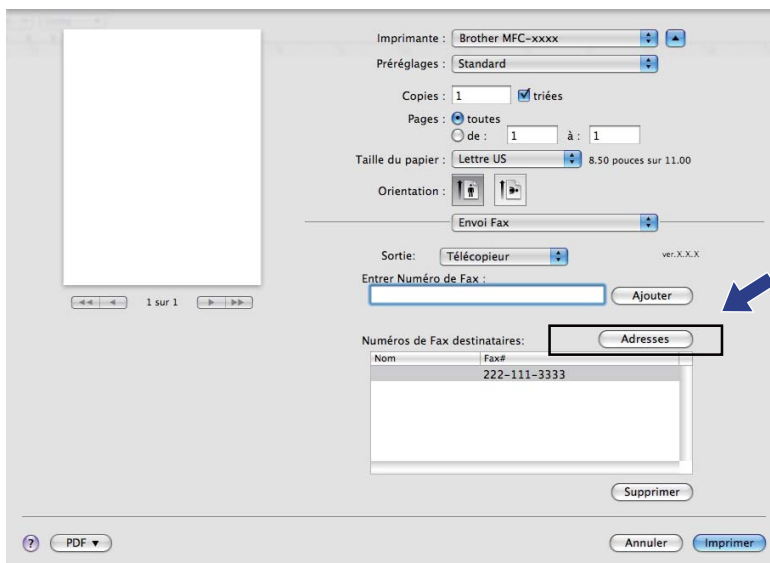 Imprimante : Brother MFC-xxxx
Préréglages : Standard
Copies : 1 triées
Pages : toutes
de : 1 à : 1
Taille du papier : Lettre US 8.50 pouces sur 11.00
Orientation :
Envoi Fax
Sortie: Télécopieur ver.X.X.X
Entrer Numéro de Fax :
Ajouter
1 sur 1
Numéros de Fax destinataires: Adresses
Nom Fax#
222-111-3333
Supprimer
? PDF Annuler Imprimer